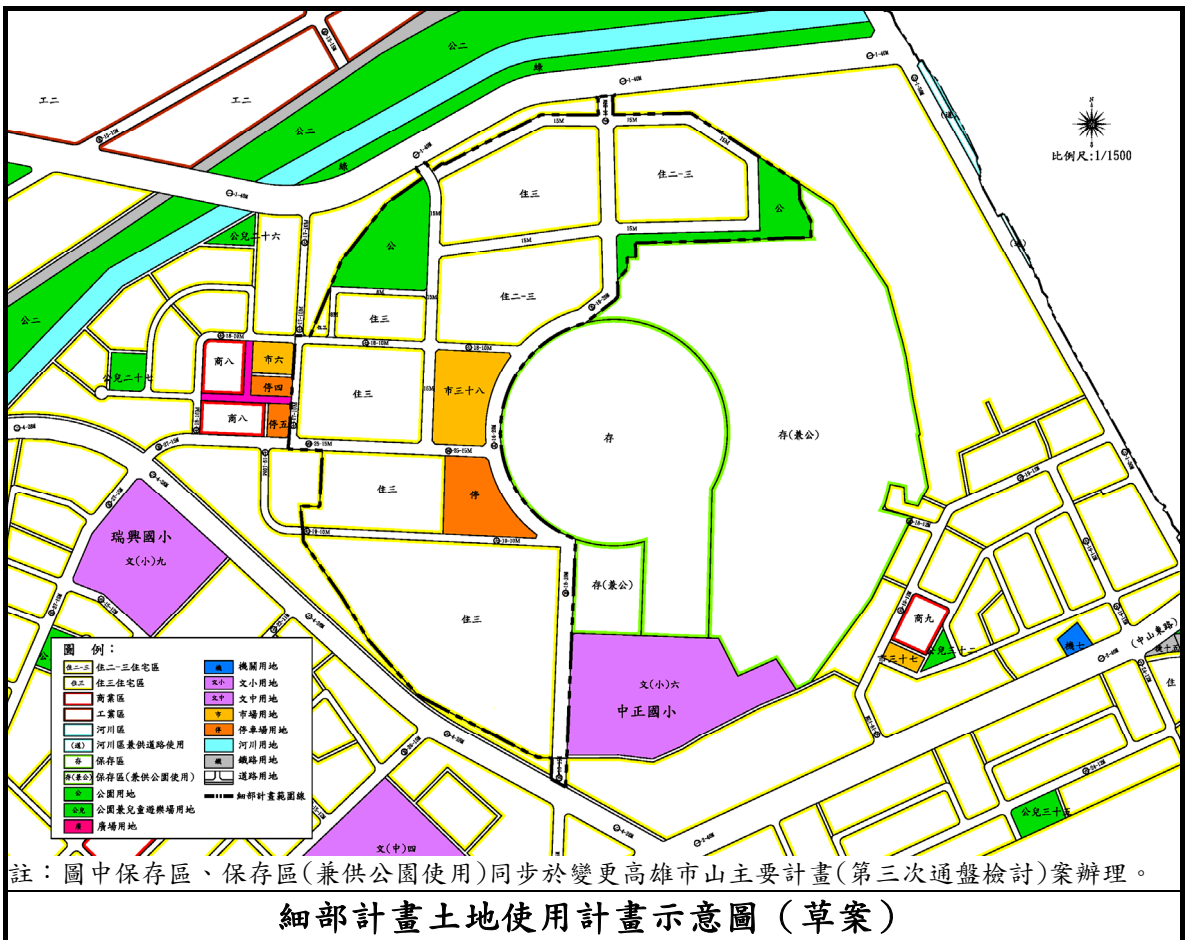 公二
綠
工二
工二
公二
綠
N
比例尺:1/1500
15M
15M
15M
住三
住二-三
公
公
15M
15M
15M
公兒二十六
住二-三
公二
8M
住三
15M
商八
市六
公兒二十七
停四
住三
15M
市三十八
存
存(兼公)
商八
停五
住三
停
瑞興國小
文(小)九
存(兼公)
住三
商九
公兒三十二
市三十七
機七
(中山東路)
文(小)六
中正國小
住
公兒三十五
文(中)四
圖 例：
住二-三 住二-三住宅區
住三 住三住宅區
商業區
工業區
河川區
(道) 河川區兼供道路使用
存 保存區
存(兼公) 保存區(兼供公園使用)
公 公園用地
公兒 公園兼兒童遊樂場用地
廣 廣場用地
機 機關用地
文小 文小用地
文中 文中用地
市 市場用地
停 停車場用地
河川用地
鐵 鐵路用地
道路用地
細部計畫範圍線
註：圖中保存區、保存區(兼供公園使用)同步於變更高雄市山主要計畫(第三次通盤檢討)案辦理。
細部計畫土地使用計畫示意圖（草案）